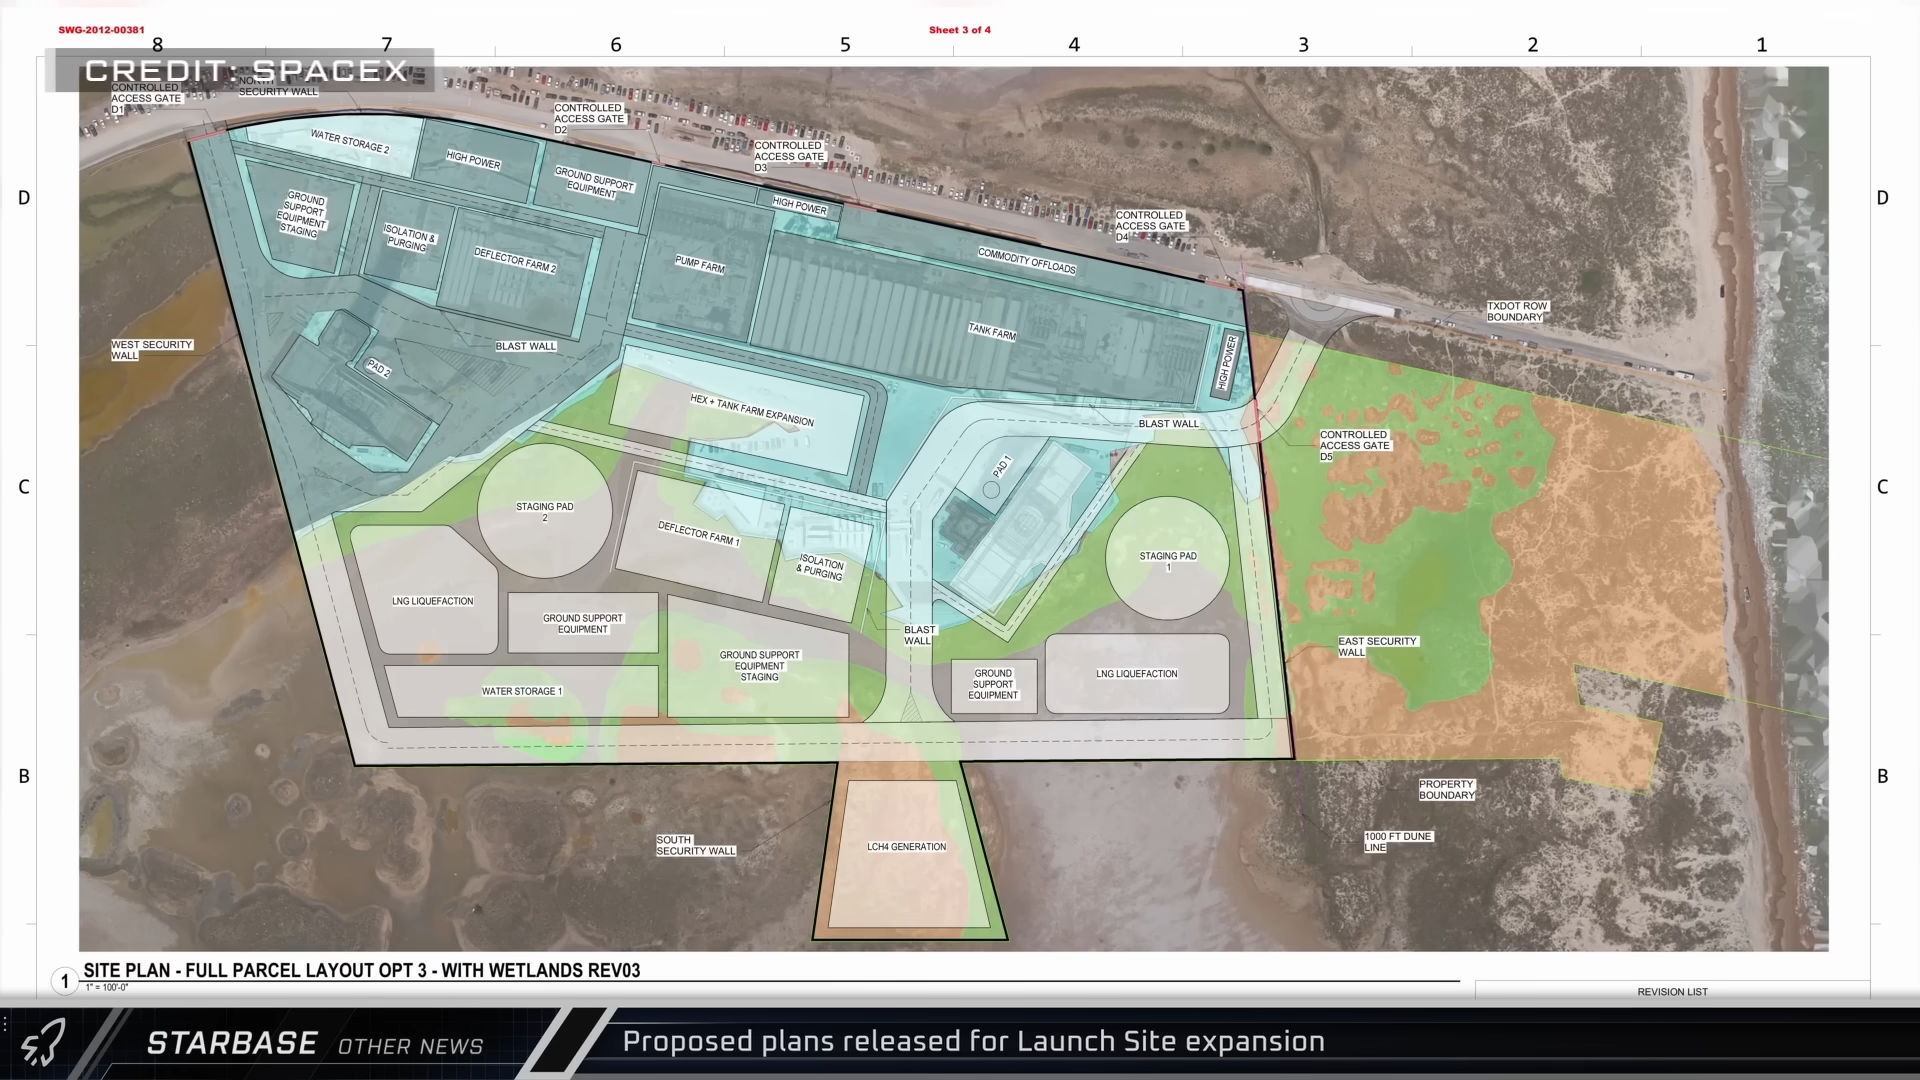 SWG-2012-00381
Sheet 3 of 4
8 7 6 5 4 3 2 1
CREDIT: SPACEX
CONTROLLED
ACCESS GATE
D1
NORTH
SECURITY WALL
CONTROLLED
ACCESS GATE
D2
CONTROLLED
ACCESS GATE
D3
CONTROLLED
ACCESS GATE
D4
D
D
WATER STORAGE 2
HIGH POWER
GROUND SUPPORT
EQUIPMENT
HIGH POWER
COMMODITY OFFLOADS
GROUND
SUPPORT
EQUIPMENT
STAGING
ISOLATION &
PURGING
DEFLECTOR FARM 2
PUMP FARM
TANK FARM
HIGH POWER
TXDOT ROW
BOUNDARY
WEST SECURITY
WALL
BLAST WALL
PAD 2
HEX + TANK FARM EXPANSION
BLAST WALL
CONTROLLED
ACCESS GATE
D5
PAD 1
C
C
STAGING PAD
2
DEFLECTOR FARM 1
ISOLATION
& PURGING
STAGING PAD
1
LNG LIQUEFACTION
GROUND SUPPORT
EQUIPMENT
BLAST
WALL
EAST SECURITY
WALL
GROUND SUPPORT
EQUIPMENT
STAGING
GROUND
SUPPORT
EQUIPMENT
LNG LIQUEFACTION
WATER STORAGE 1
B
B
PROPERTY
BOUNDARY
SOUTH
SECURITY WALL
LCH4 GENERATION
1000 FT DUNE
LINE
1
SITE PLAN - FULL PARCEL LAYOUT OPT 3 - WITH WETLANDS REV03
1" = 100'-0"
REVISION LIST
STARBASE OTHER NEWS
Proposed plans released for Launch Site expansion